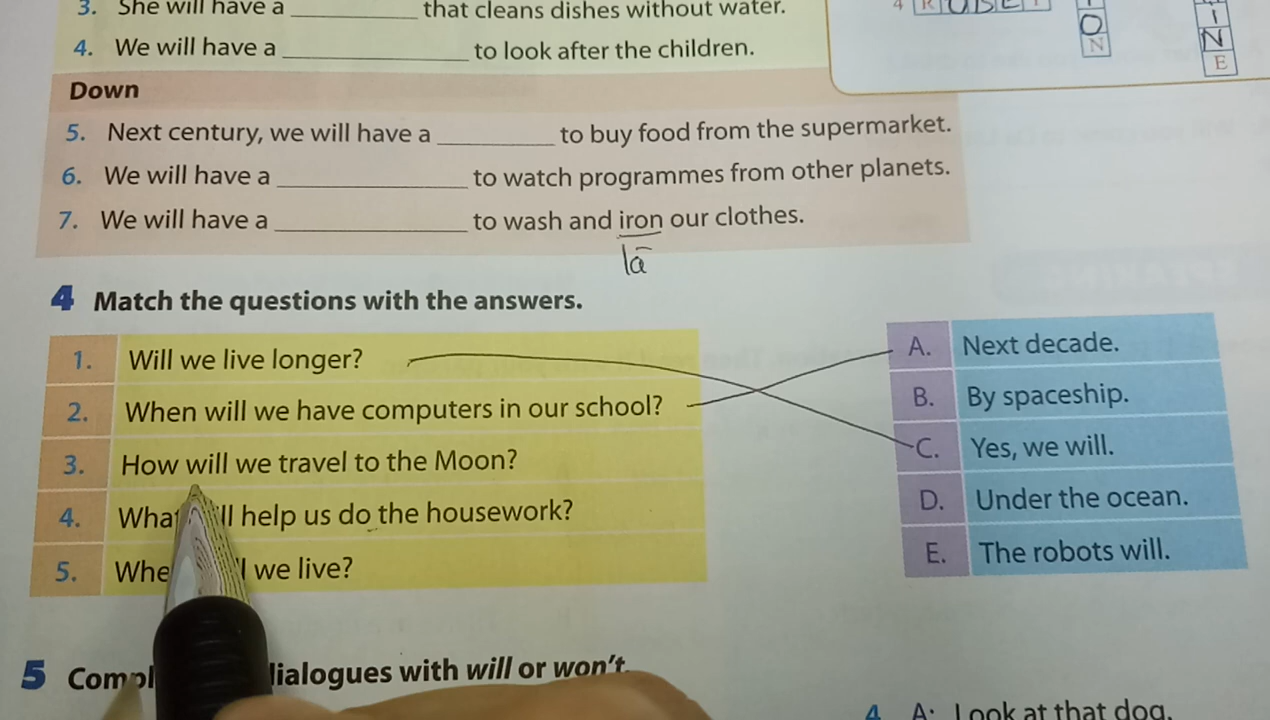 3. She will have a __________ that cleans dishes without water.
4. We will have a __________ to look after the children.
4 ROBOT
O
N
I
N
E
Down
5. Next century, we will have a __________ to buy food from the supermarket.
6. We will have a __________ to watch programmes from other planets.
7. We will have a __________ to wash and iron our clothes.
là
4 Match the questions with the answers.
1. Will we live longer?
2. When will we have computers in our school?
3. How will we travel to the Moon?
4. What will help us do the housework?
5. Whe we live?
A. Next decade.
B. By spaceship.
C. Yes, we will.
D. Under the ocean.
E. The robots will.
5 Compl dialogues with will or won't.
4 A: Look at that dog.